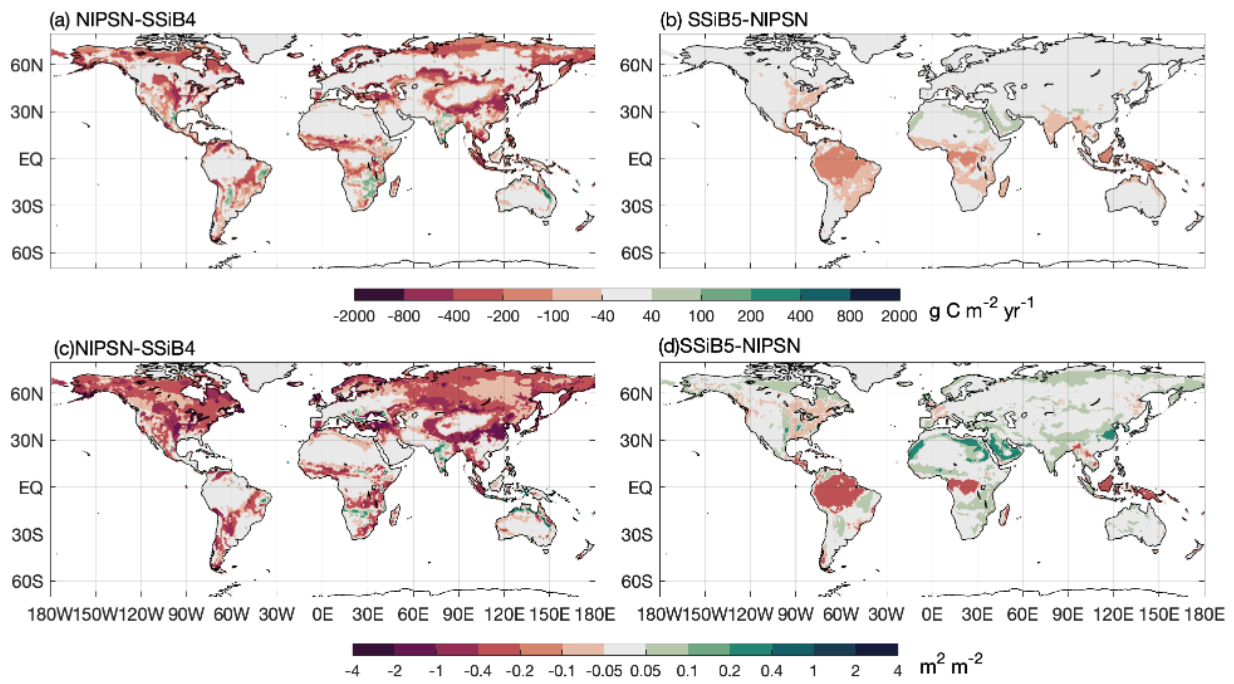 (a) NIPSN-SSiB4
(b) SSiB5-NIPSN
60N
30N
EQ
30S
60S
60N
30N
EQ
30S
60S
-2000 -800 -400 -200 -100 -40 40 100 200 400 800 2000 g C m⁻² yr⁻¹
(c)NIPSN-SSiB4
(d)SSiB5-NIPSN
60N
30N
EQ
30S
60S
60N
30N
EQ
30S
60S
180W150W120W 90W 60W 30W 0E 30E 60E 90E 120E 150E 180E
180W150W120W 90W 60W 30W 0E 30E 60E 90E 120E 150E 180E
-4 -2 -1 -0.4 -0.2 -0.1 -0.05 0.05 0.1 0.2 0.4 1 2 4 m² m⁻²